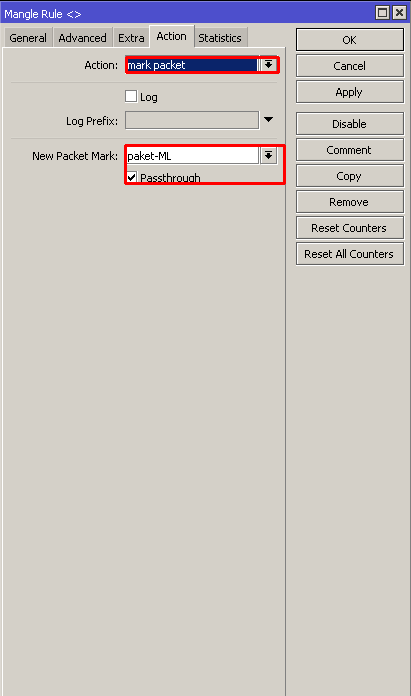 Mangle Rule <>
General Advanced Extra Action Statistics
Action: mark packet
Log
Log Prefix:
New Packet Mark: paket-ML
Passthrough
OK
Cancel
Apply
Disable
Comment
Copy
Remove
Reset Counters
Reset All Counters